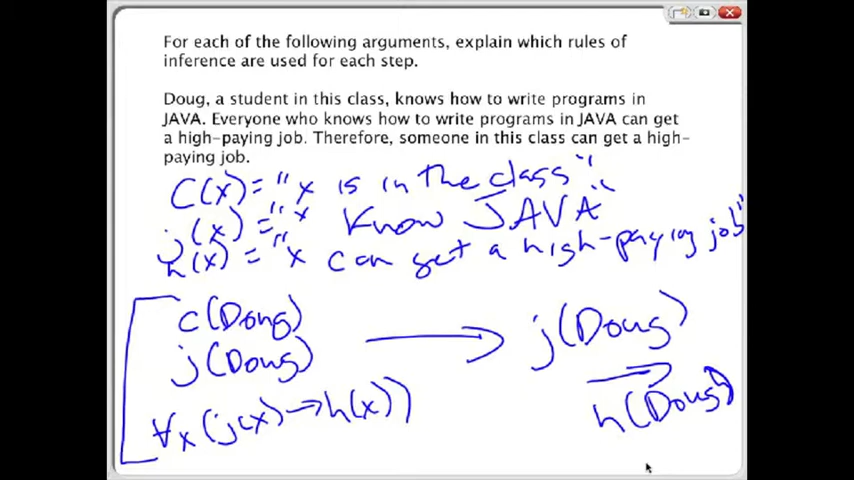 For each of the following arguments, explain which rules of
inference are used for each step.
Doug, a student in this class, knows how to write programs in
JAVA. Everyone who knows how to write programs in JAVA can get
a high-paying job. Therefore, someone in this class can get a high-
paying job.
C(x) = "x is in the class"
j(x) = "x know JAVA"
h(x) = "x can get a high-paying job"
c(Doug)
j(Doug)
∀x (j(x) → h(x))
→ j(Doug)
→ h(Doug)